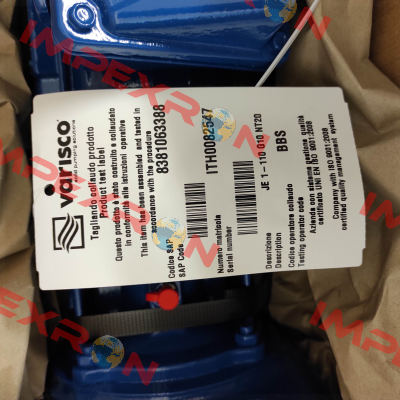 varisco
solid pumping solutions
Tagliando collaudo prodotto
Product test label
Questo prodotto è stato costruito e collaudato
in conformità alle istruzioni operative
This item has been assembled and tested in
accordance with the procedure
Codice SAP
SAP Code
8381063388
Numero matricola
Serial number
ITH0082547
Descrizione
Description
JE 1-110 G10 NT20
Codice operatore collaudo
Testing operator code
BBS
Azienda con sistema gestione qualità
certificato UNI EN ISO 9001:2008
Company with ISO 9001:2008
certified quality management system
IMPEXRON
IMPEXRON
IMPEXRON
IMPEXRON